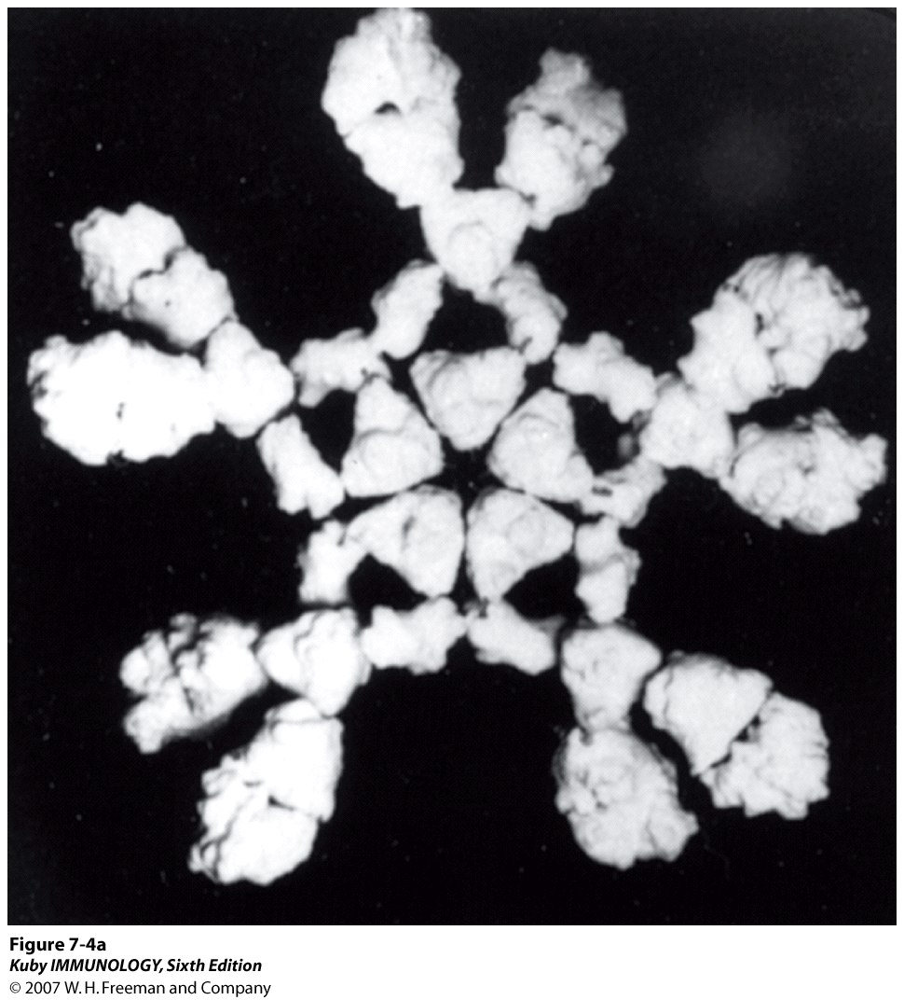 Figure 7-4a
Kuby IMMUNOLOGY, Sixth Edition
© 2007 W. H. Freeman and Company